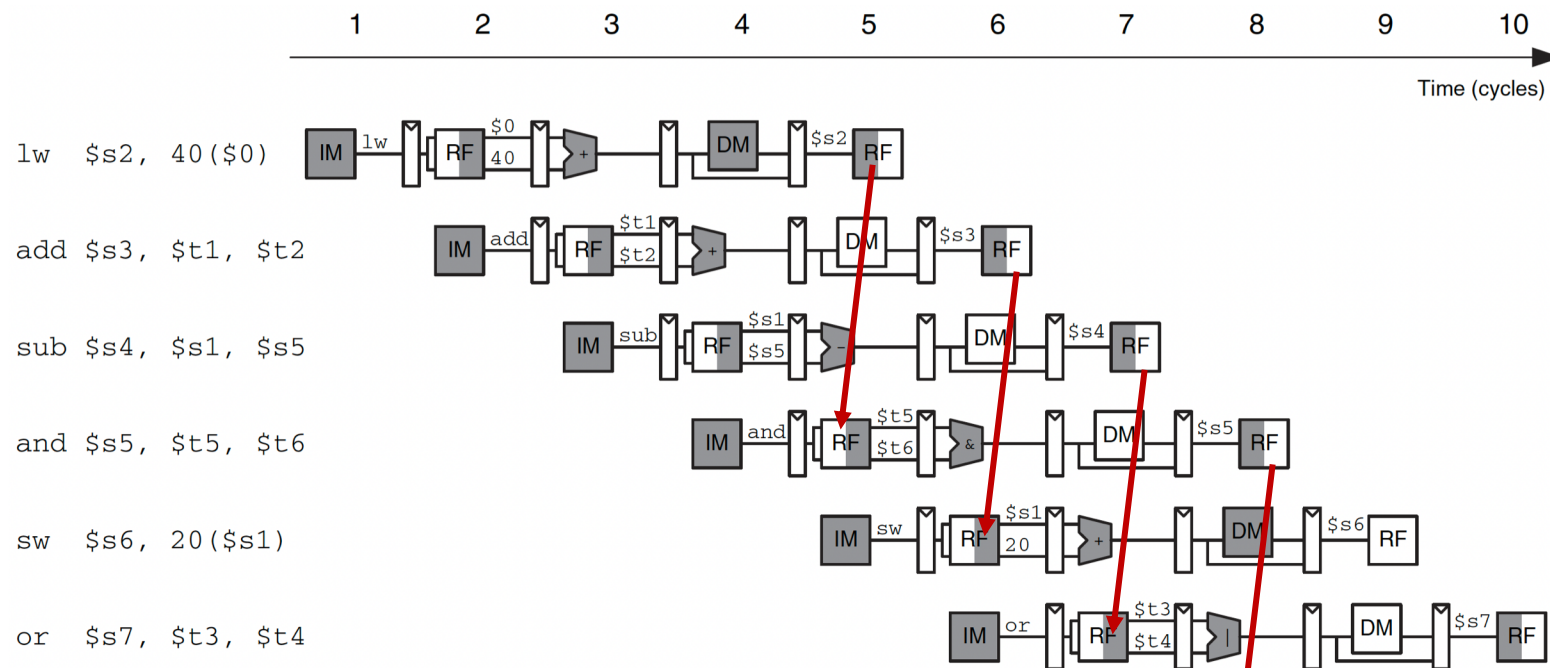 1 2 3 4 5 6 7 8 9 10
Time (cycles)
lw $s2, 40($0) IM lw RF $0 40 + DM $s2 RF
add $s3, $t1, $t2 IM add RF $t1 $t2 + DM $s3 RF
sub $s4, $s1, $s5 IM sub RF $s1 $s5 - DM $s4 RF
and $s5, $t5, $t6 IM and RF $t5 $t6 & DM $s5 RF
sw $s6, 20($s1) IM sw RF $s1 20 + DM $s6 RF
or $s7, $t3, $t4 IM or RF $t3 $t4 | DM $s7 RF